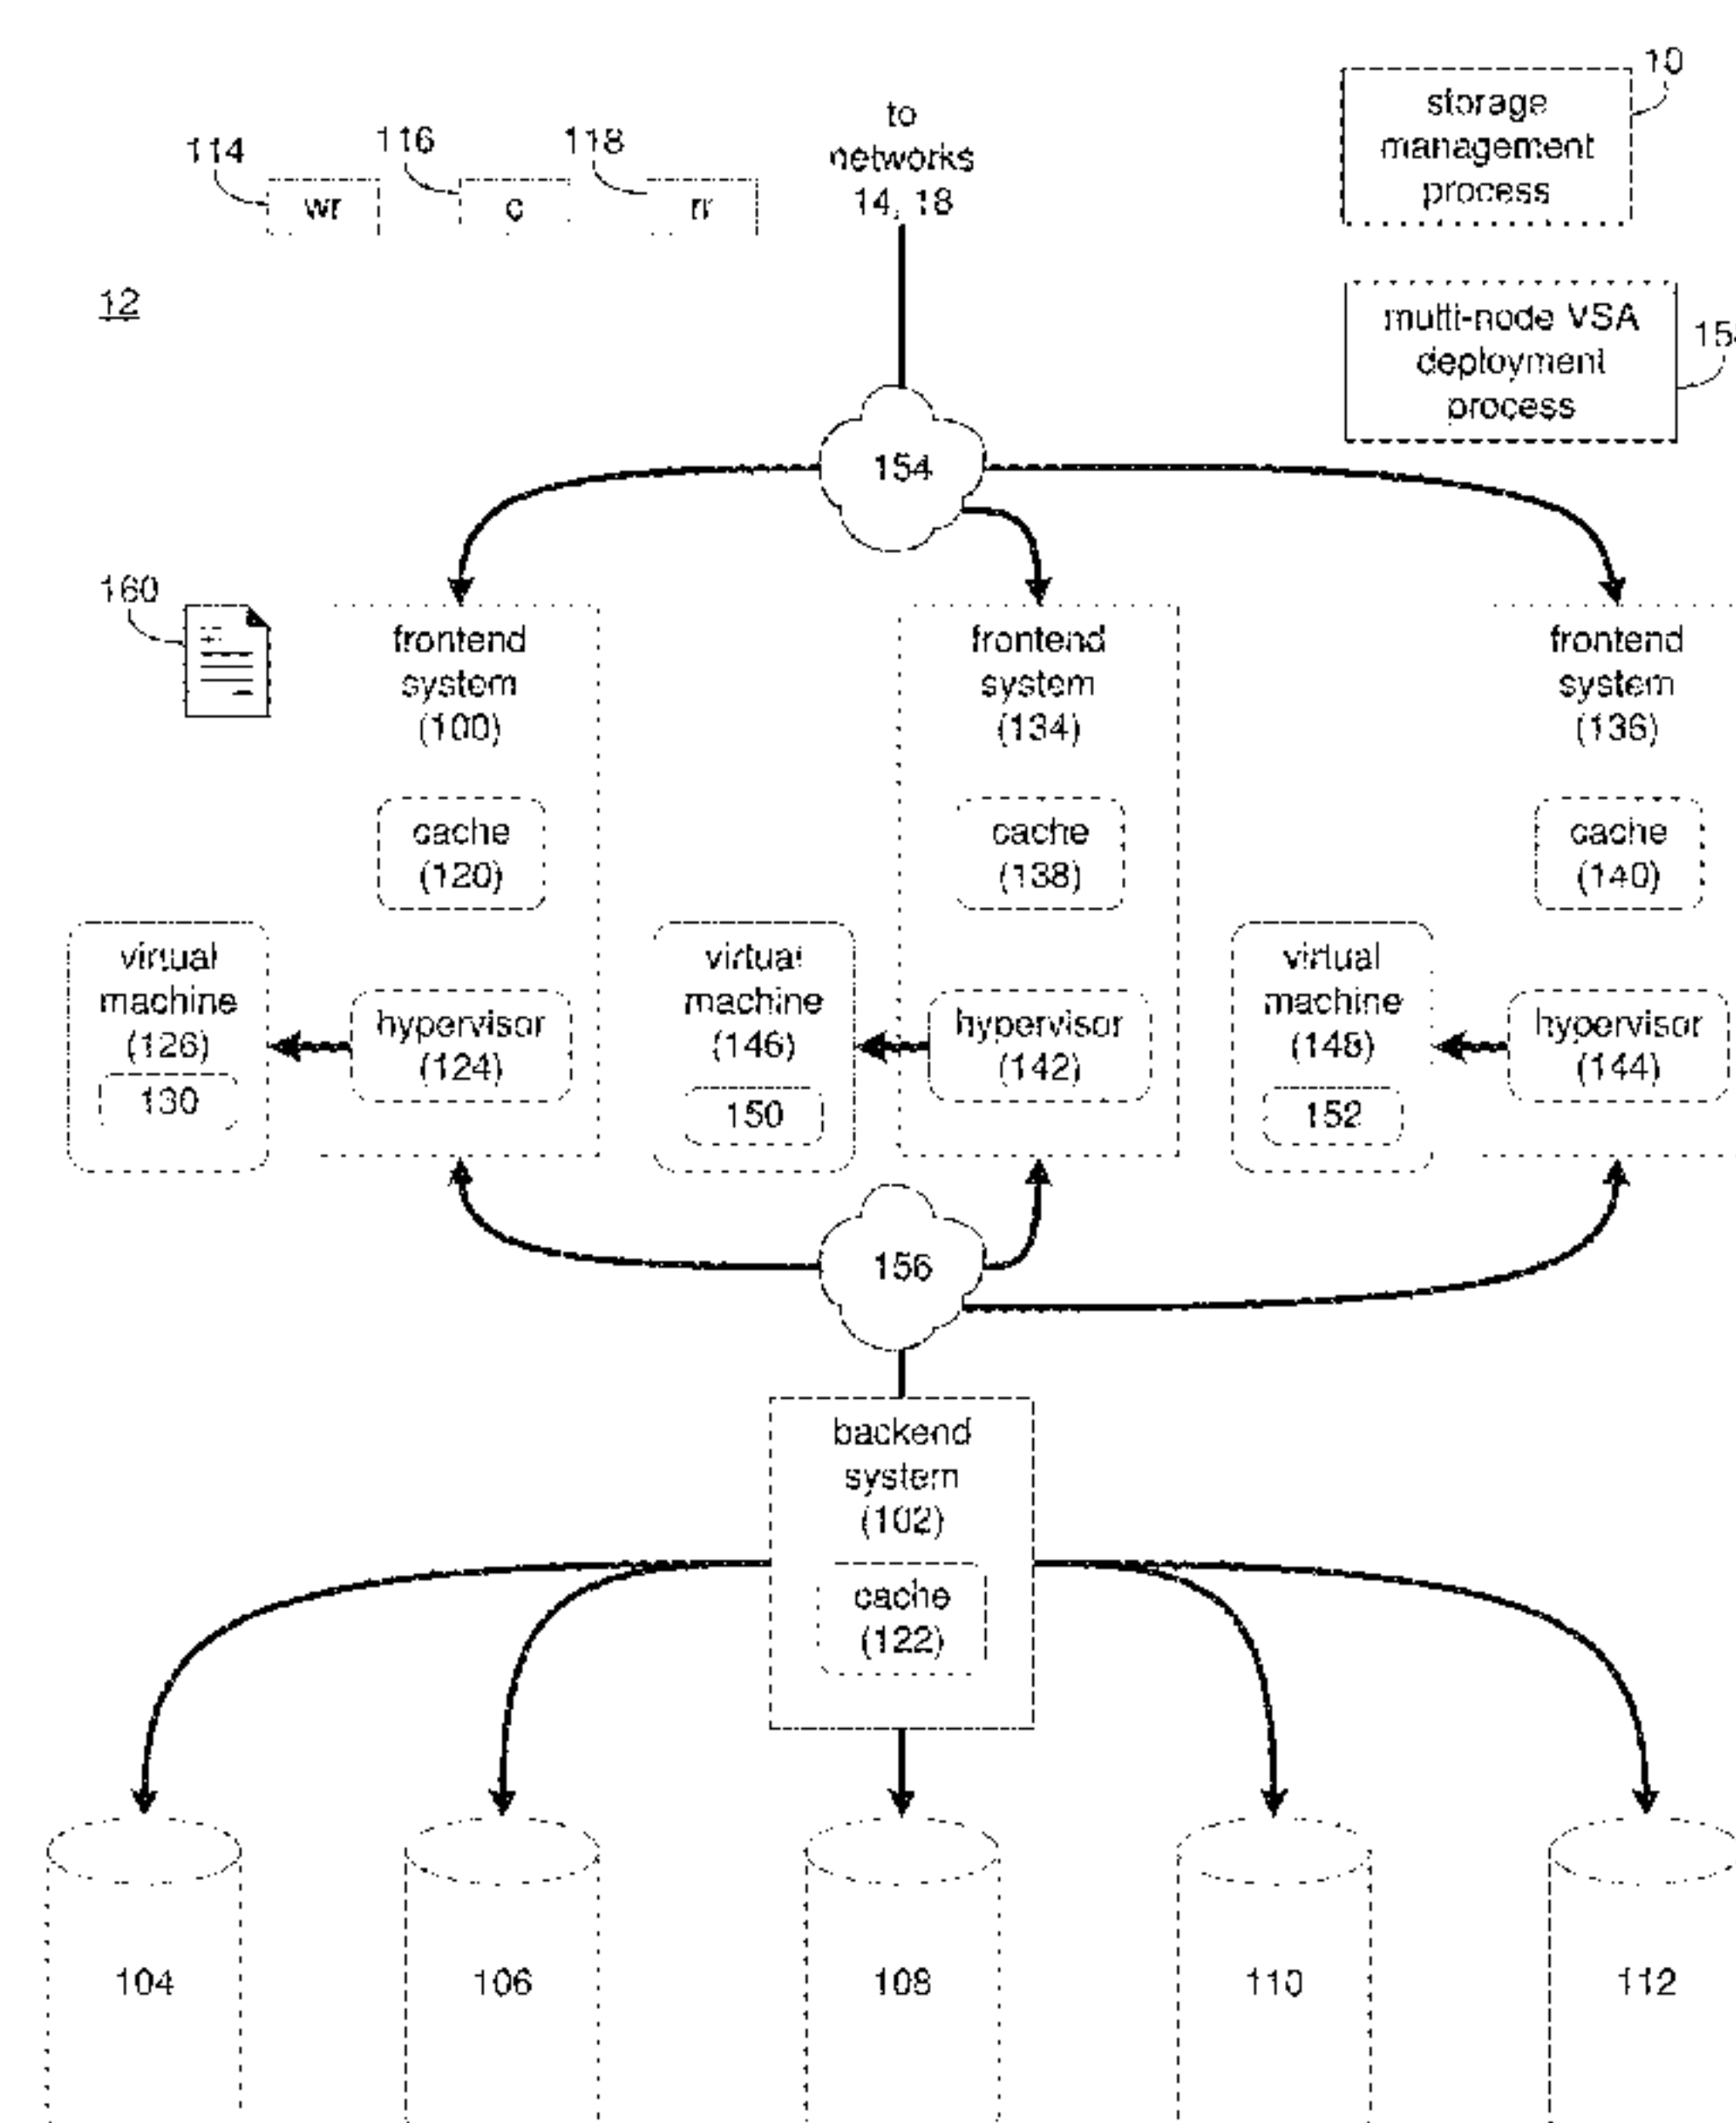 10
to
networks
14, 18
114
116
118
wr
c
rr
storage
management
process
12
multi-node VSA
deployment
process
154
160
frontend
system
(100)
frontend
system
(134)
frontend
system
(136)
cache
(120)
cache
(138)
cache
(140)
virtual
machine
(126)
130
hypervisor
(124)
virtual
machine
(146)
150
hypervisor
(142)
virtual
machine
(148)
152
hypervisor
(144)
156
backend
system
(102)
cache
(122)
104
106
108
110
112